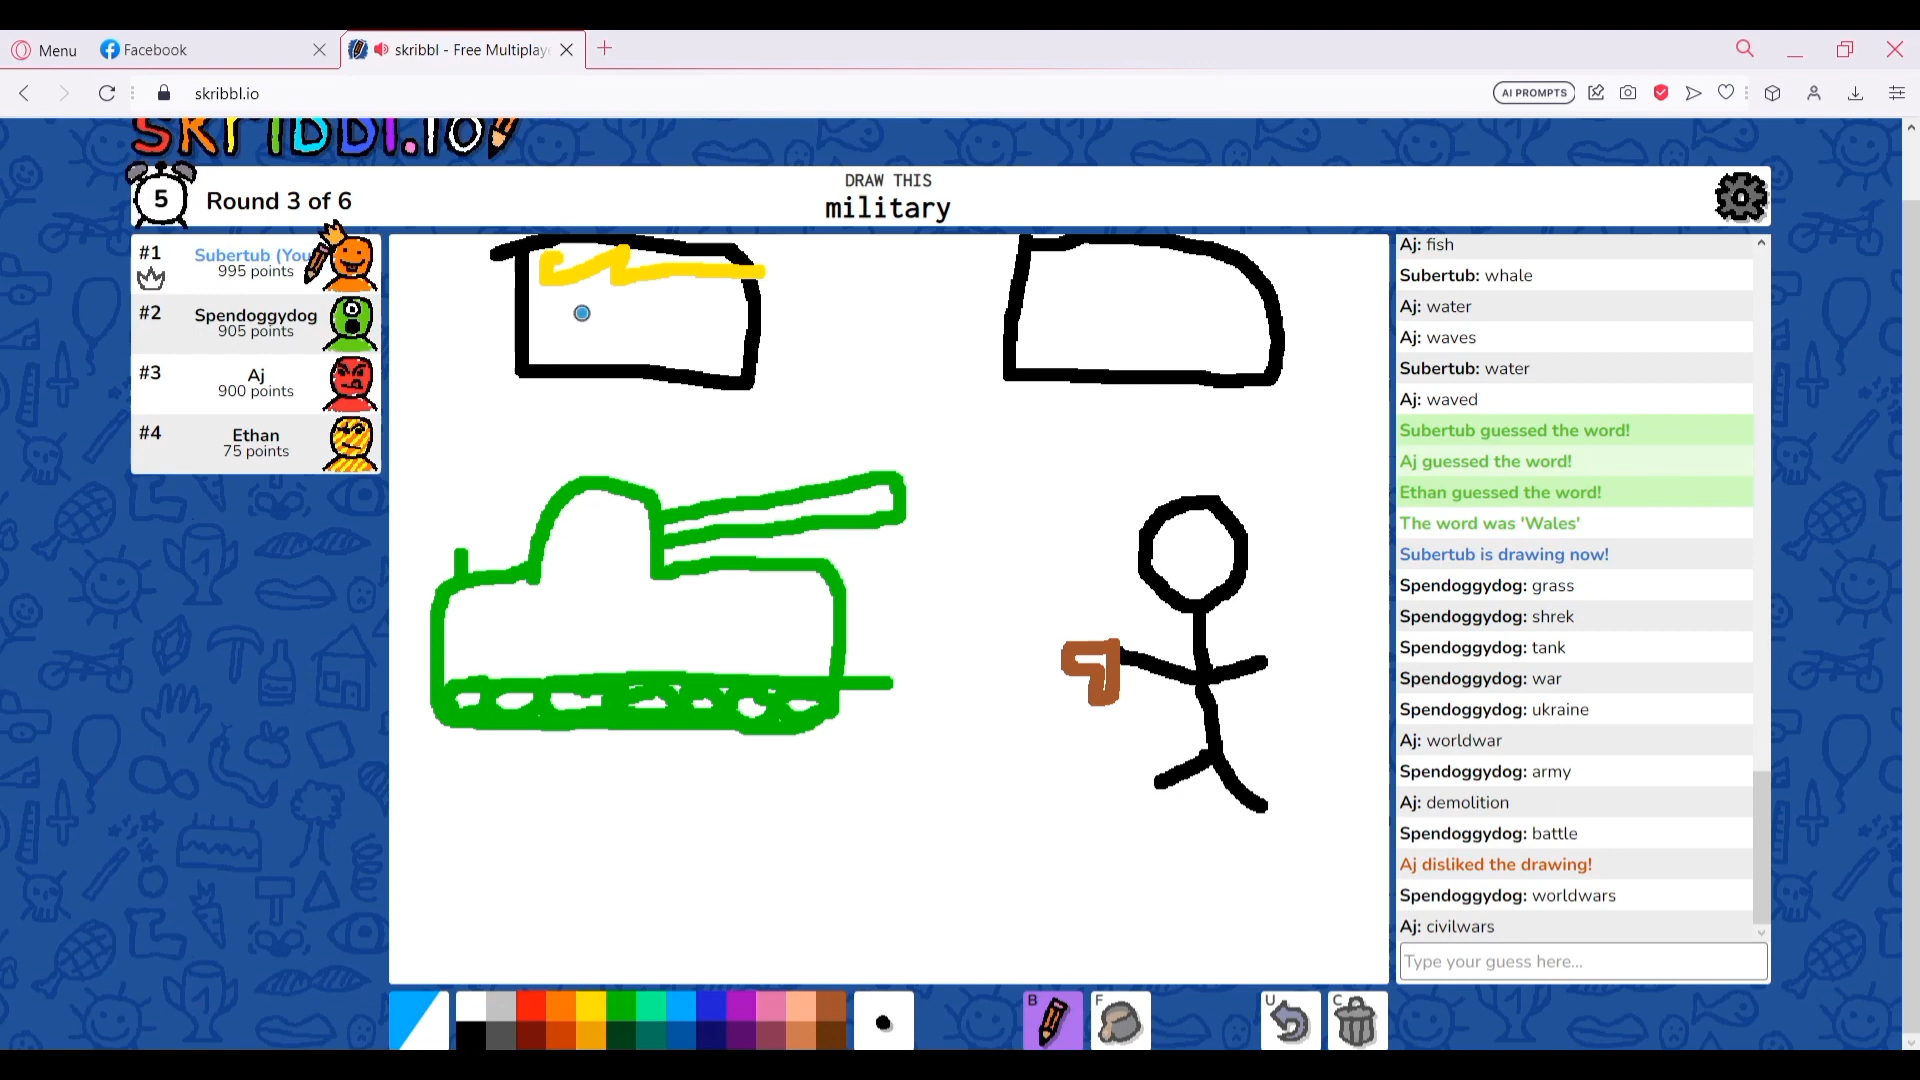 Menu
Facebook
skribbl - Free Multiplaye
skribbl.io
AI PROMPTS
skribbl.io
5
Round 3 of 6
DRAW THIS
military
#1
Subertub (You
995 points
#2
Spendoggydog
905 points
#3
Aj
900 points
#4
Ethan
75 points
Aj: fish
Subertub: whale
Aj: water
Aj: waves
Subertub: water
Aj: waved
Subertub guessed the word!
Aj guessed the word!
Ethan guessed the word!
The word was 'Wales'
Subertub is drawing now!
Spendoggydog: grass
Spendoggydog: shrek
Spendoggydog: tank
Spendoggydog: war
Spendoggydog: ukraine
Aj: worldwar
Spendoggydog: army
Aj: demolition
Spendoggydog: battle
Aj disliked the drawing!
Spendoggydog: worldwars
Aj: civilwars
Type your guess here...
B
F
U
C